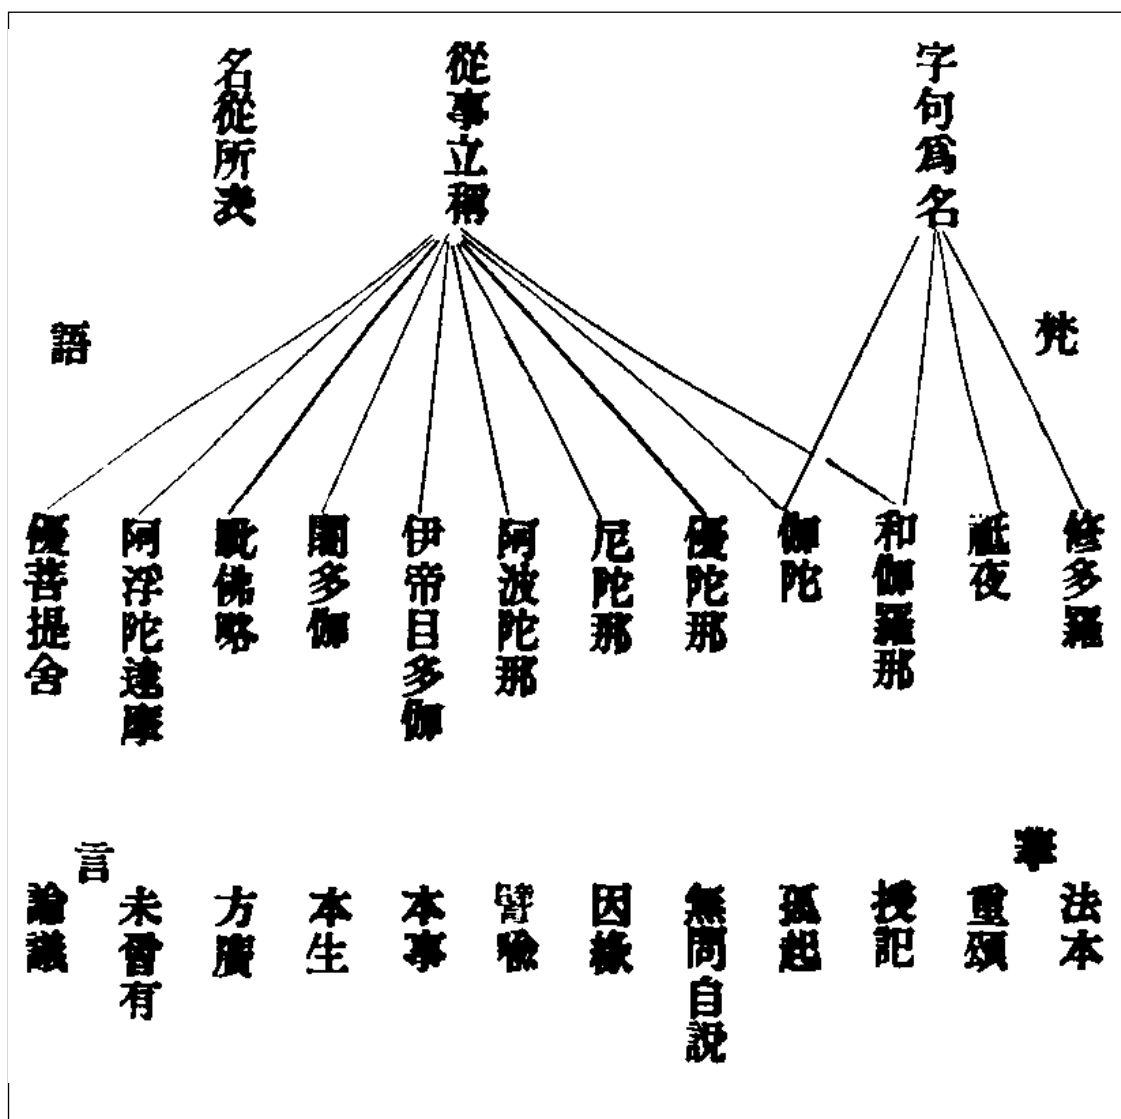 字句爲名
從事立稱
名從所表
梵
語
修多羅
祇夜
和伽羅那
伽陀
優陀那
尼陀那
阿波陀那
伊帝目多伽
闍多伽
毗佛略
阿浮陀達摩
優菩提舍
華
言
法本
重頌
授記
孤起
無問自說
因緣
譬喻
本事
本生
方廣
未曾有
論議